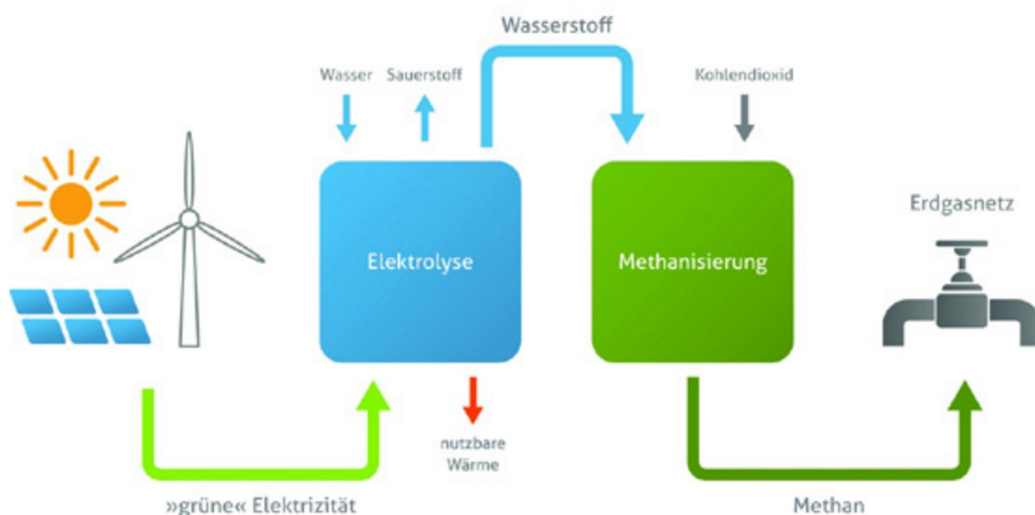 Wasserstoff
Wasser
Sauerstoff
Kohlendioxid
Erdgasnetz
Elektrolyse
Methanisierung
nutzbare
Wärme
»grüne« Elektrizität
Methan